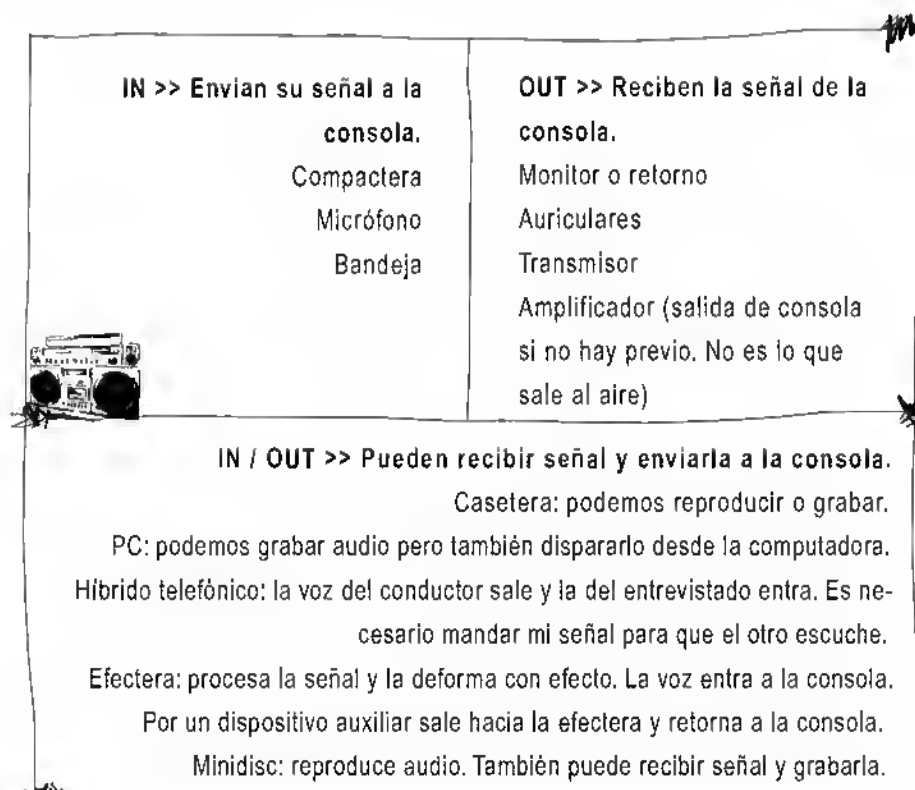 IN >> Envian su señal a la
consola.
Compactera
Micrófono
Bandeja
OUT >> Reciben la señal de la
consola.
Monitor o retorno
Auriculares
Transmisor
Amplificador (salida de consola
si no hay previo. No es lo que
sale al aire)
IN / OUT >> Pueden recibir señal y enviarla a la consola.
Casetera: podemos reproducir o grabar.
PC: podemos grabar audio pero también dispararlo desde la computadora.
Híbrido telefónico: la voz del conductor sale y la del entrevistado entra. Es ne-
cesario mandar mi señal para que el otro escuche.
Efectera: procesa la señal y la deforma con efecto. La voz entra a la consola.
Por un dispositivo auxiliar sale hacia la efectera y retorna a la consola.
Minidisc: reproduce audio. También puede recibir señal y grabarla.